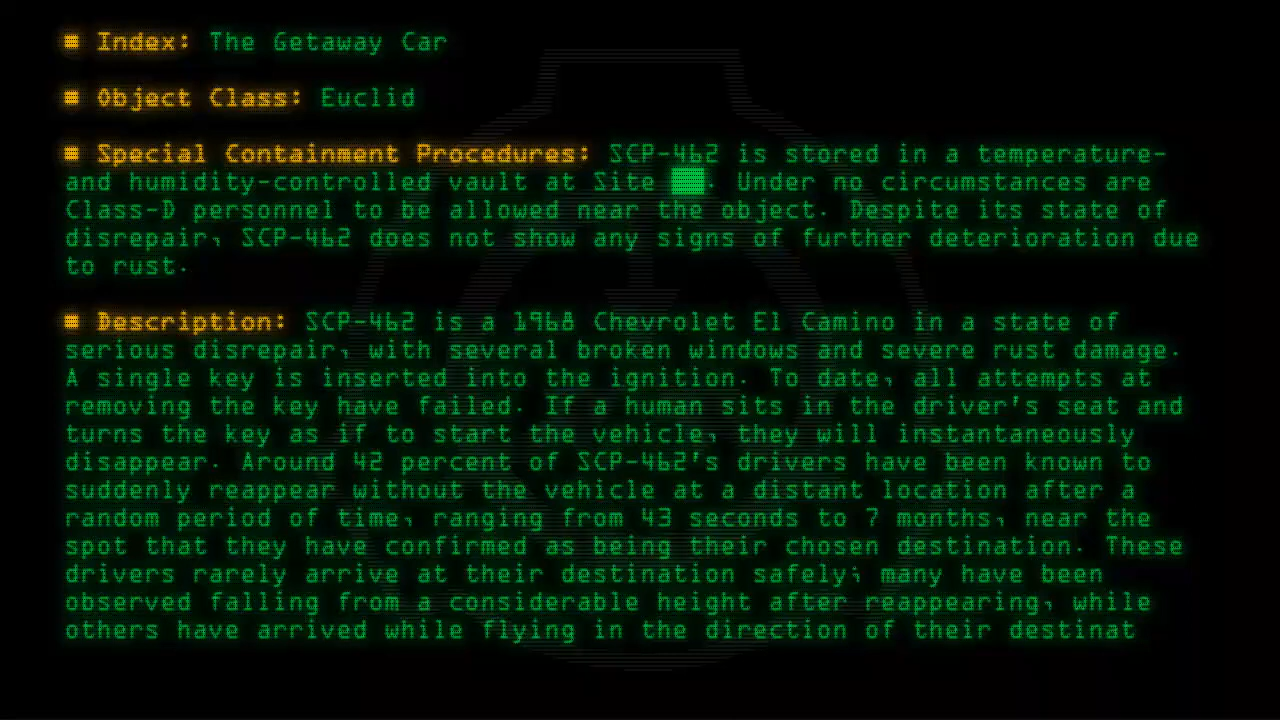 ■ Index: The Getaway Car
■ Object Class Euclid
■ Special Containment Procedures: SCP-462 is stored in a temperature-
and humidity-controlled vault at Site ██. Under no circumstances are
Class-D personnel to be allowed near the object. Despite its state of
disrepair, SCP-462 does not show any signs of further deterioration due
to rust.
■ Description: SCP-462 is a 1968 Chevrolet El Camino in a state of
serious disrepair, with several broken windows and severe rust damage.
A single key is inserted into the ignition. To date, all attempts at
removing the key have failed. If a human sits in the driver's seat and
turns the key as if to start the vehicle, they will instantaneously
disappear. Around 42 percent of SCP-462's drivers have been known to
suddenly reappear without the vehicle at a distant location after a
random period of time, ranging from 43 seconds to 7 months, near the
spot that they have confirmed as being their chosen destination. These
drivers rarely arrive at their destination safely; many have been
observed falling from a considerable height after reappearing, while
others have arrived while flying in the direction of their destinat